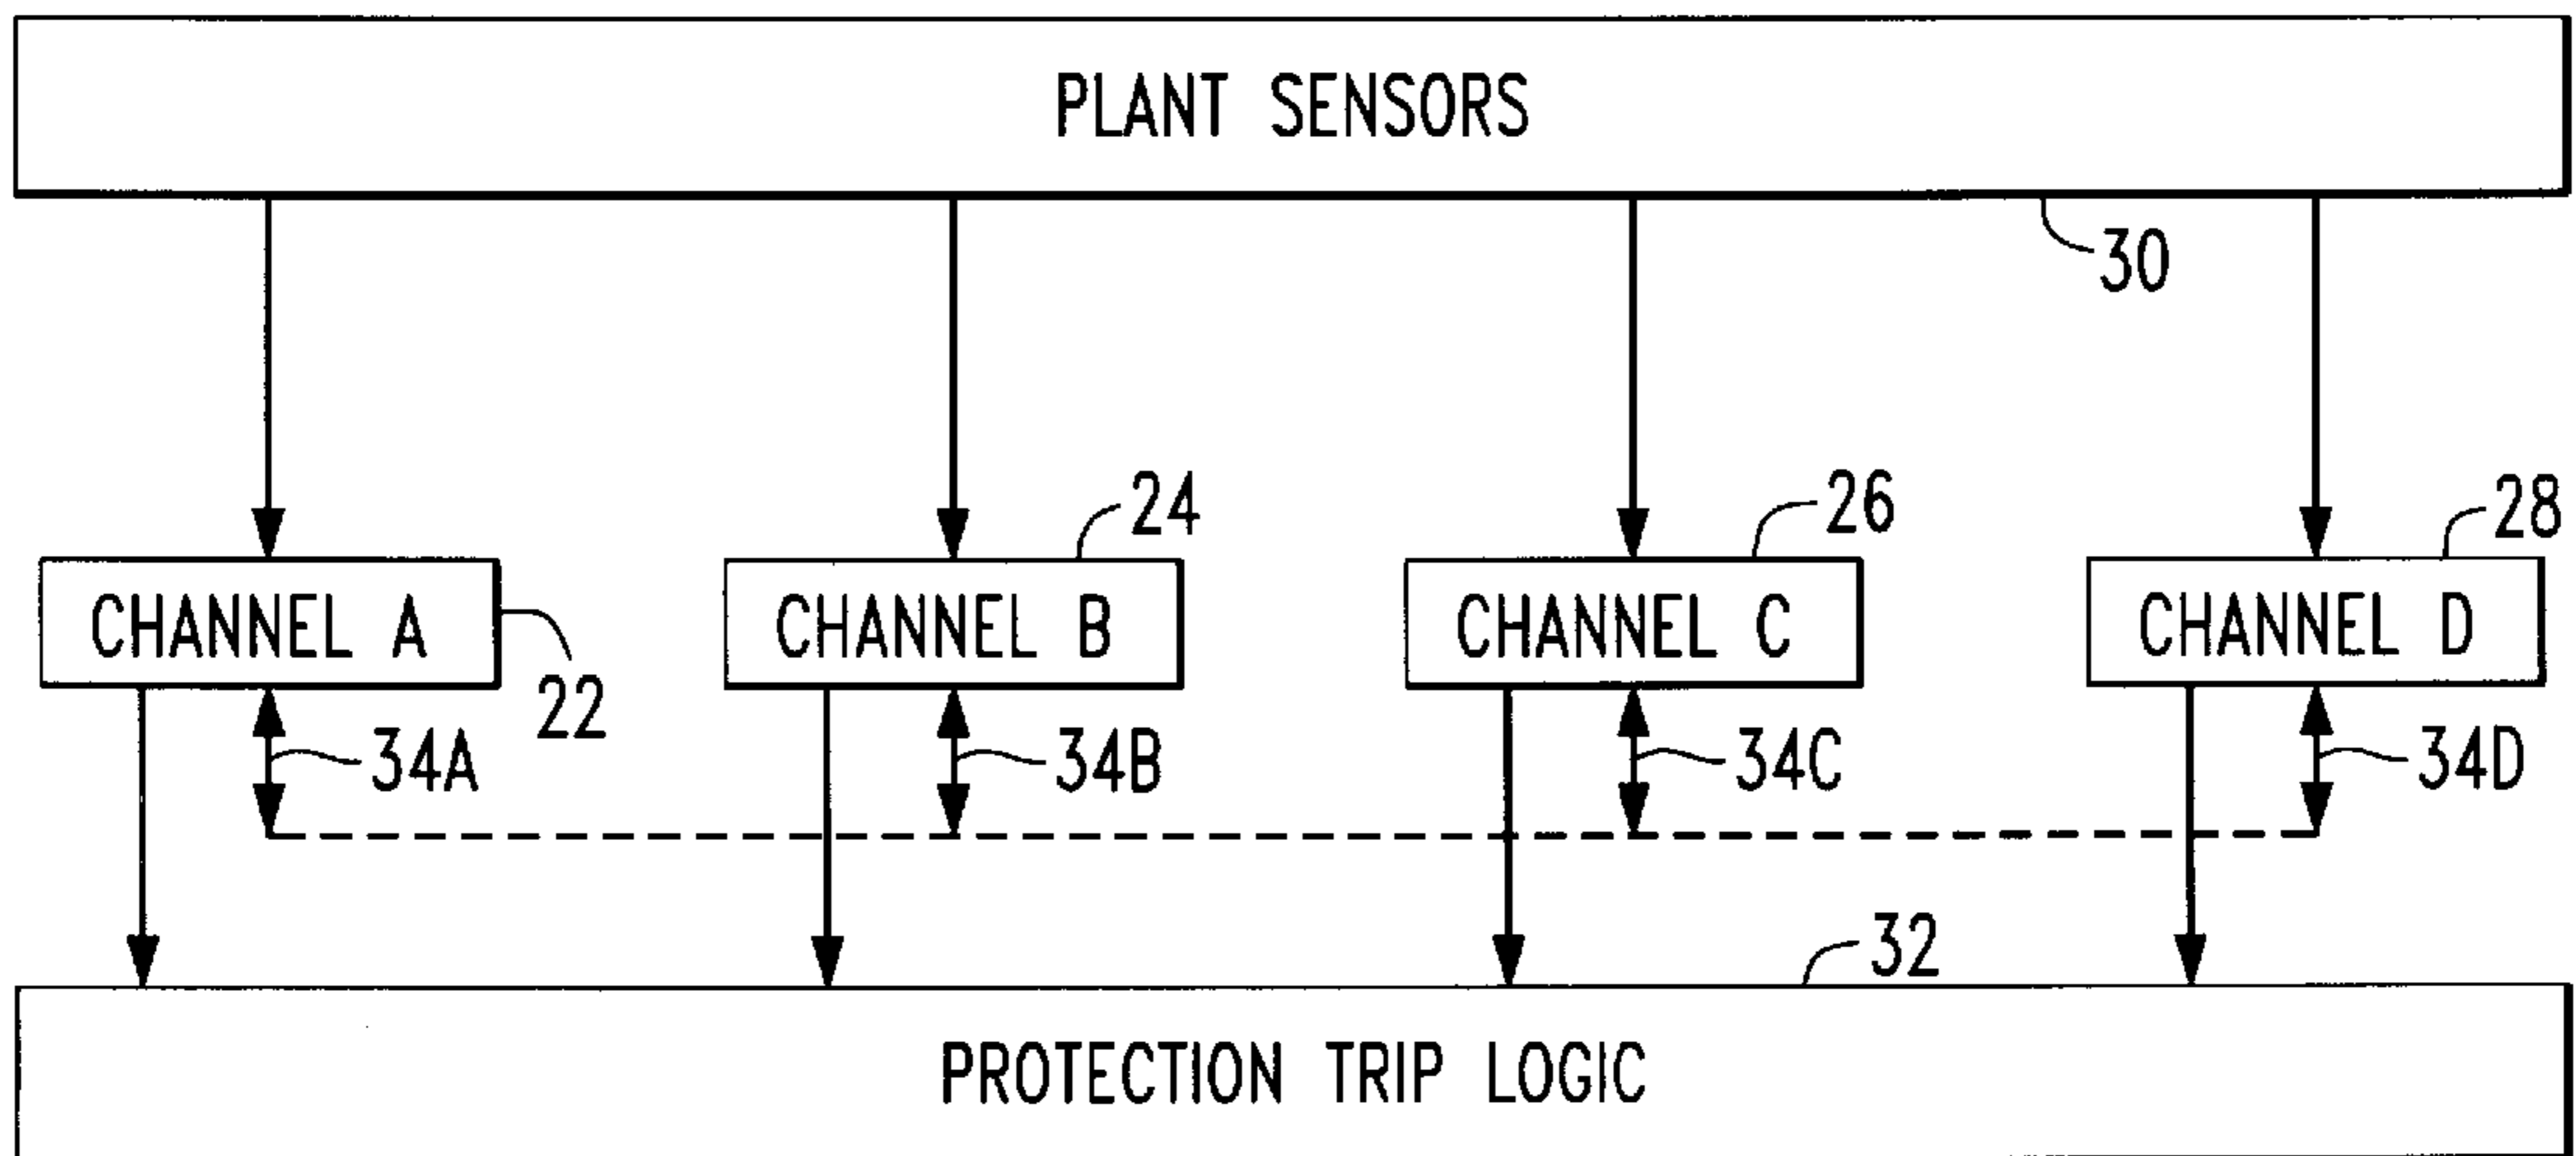 PLANT SENSORS
30
24
26
28
CHANNEL A
CHANNEL B
CHANNEL C
CHANNEL D
22
34A
34B
34C
34D
32
PROTECTION TRIP LOGIC